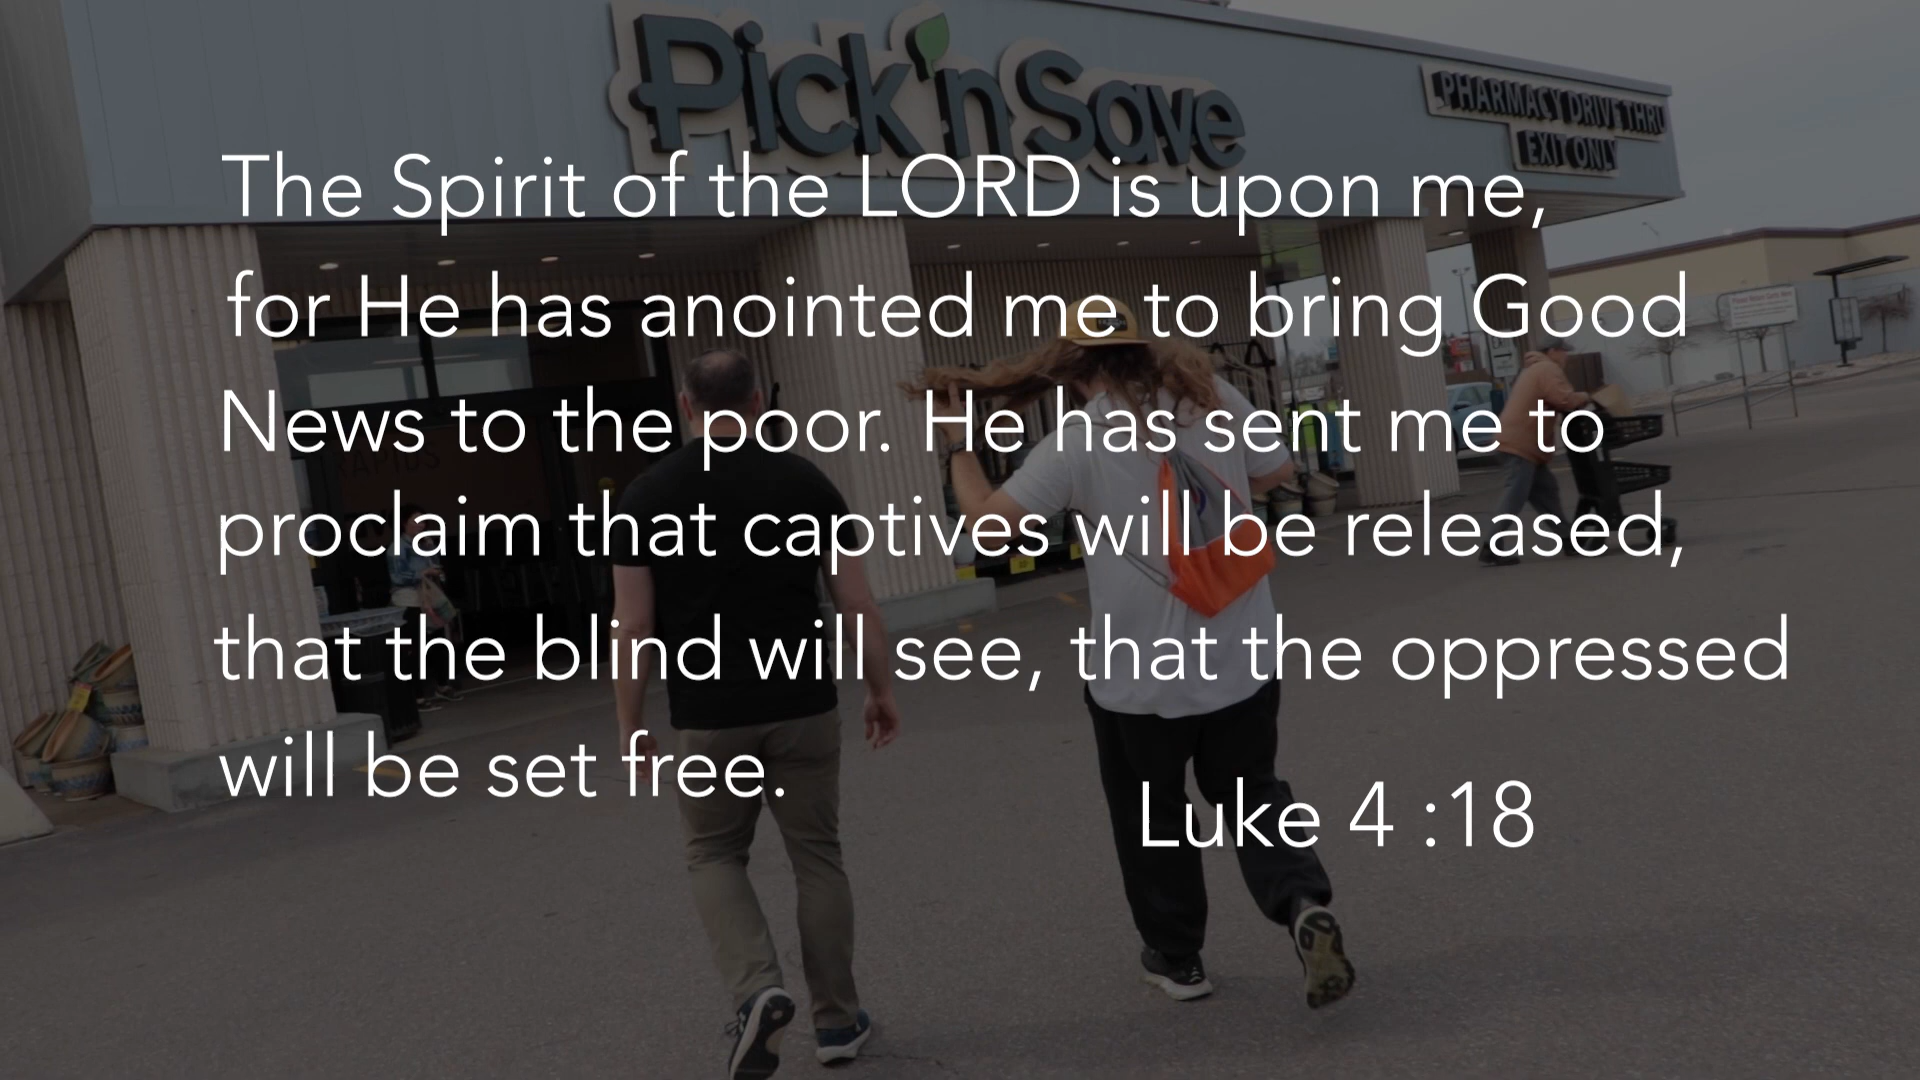 Pick'n Save
PHARMACY DRIVE THRU
EXIT ONLY
The Spirit of the LORD is upon me,
for He has anointed me to bring Good
News to the poor. He has sent me to
proclaim that captives will be released,
that the blind will see, that the oppressed
will be set free.
Luke 4 :18